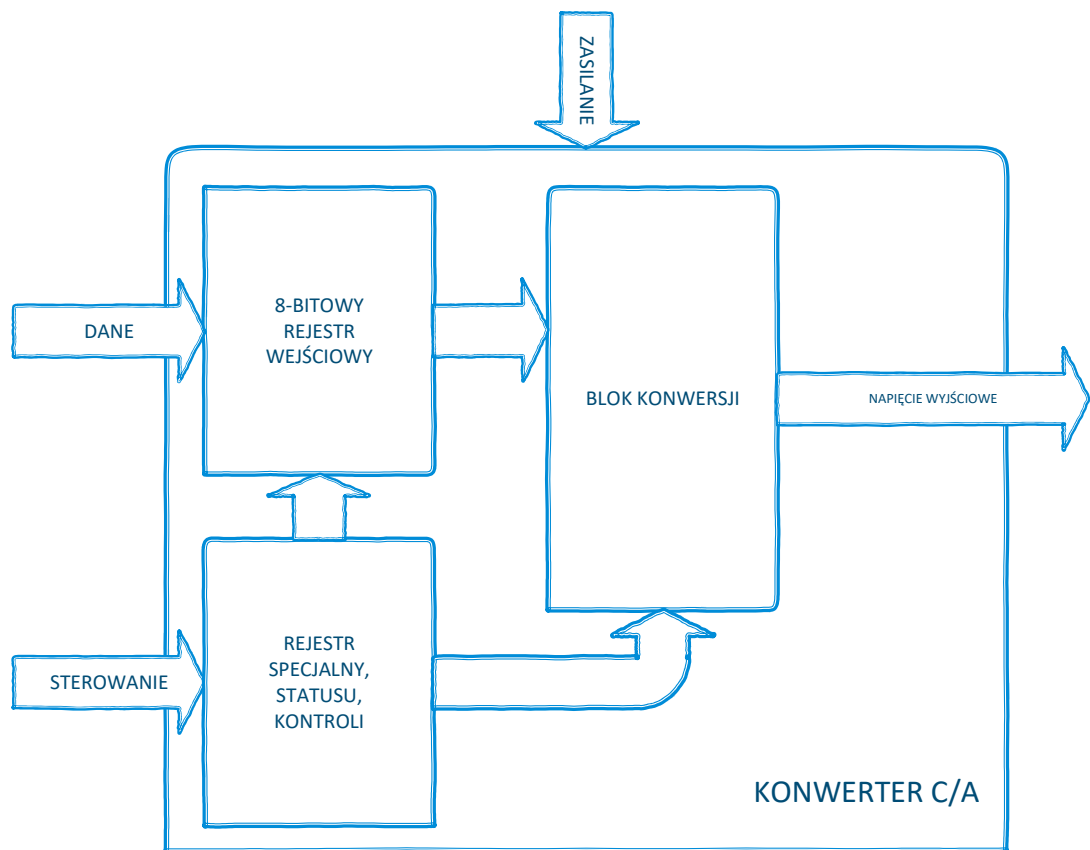 ZASILANIE
8-BITOWY
REJESTR
WEJŚCIOWY
DANE
BLOK KONWERSJI
NAPIĘCIE WYJŚCIOWE
REJESTR
SPECJALNY,
STATUSU,
KONTROLI
STEROWANIE
KONWERTER C/A